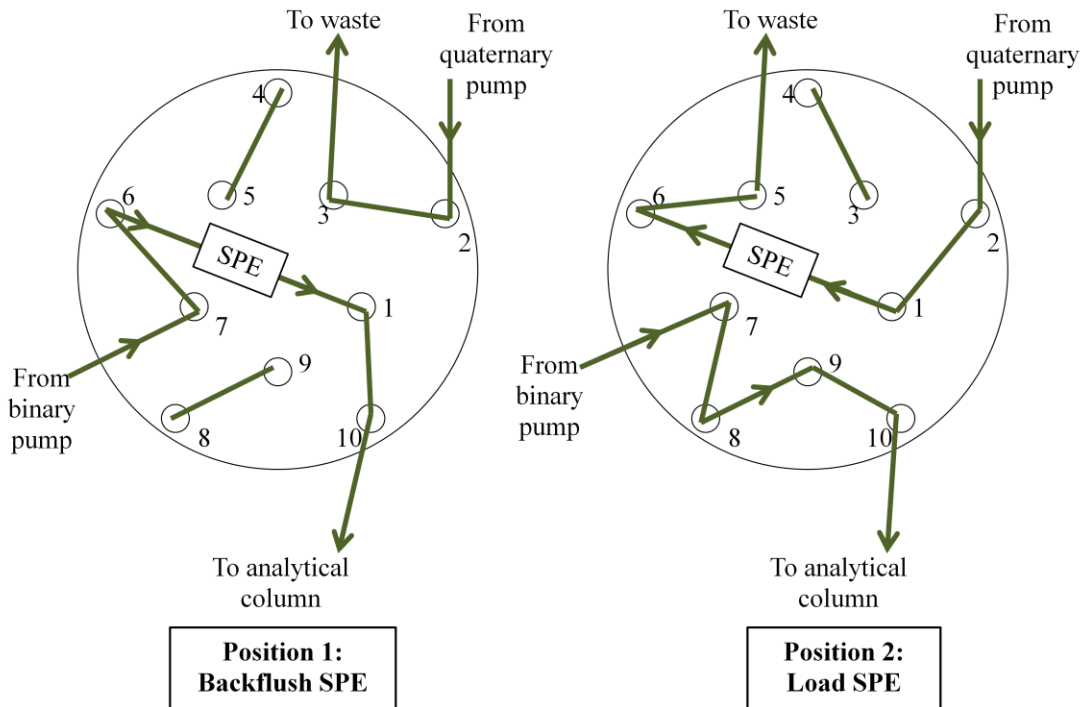 To waste
From
quaternary
pump
4
5
3
2
6
SPE
1
7
9
8
10
From
binary
pump
To analytical
column
Position 1:
Backflush SPE
To waste
From
quaternary
pump
4
5
3
2
6
SPE
1
7
9
8
10
From
binary
pump
To analytical
column
Position 2:
Load SPE